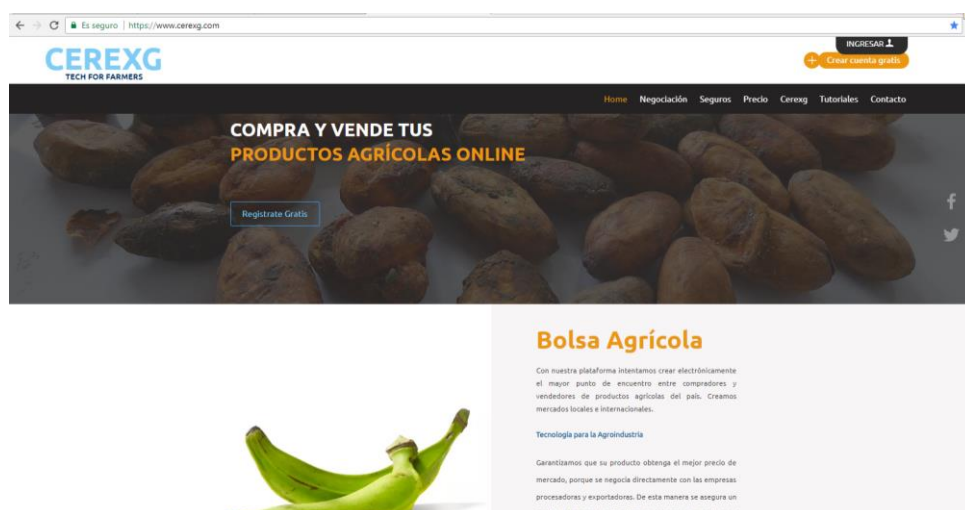 Es seguro | https://www.cerexg.com
CEREXG
TECH FOR FARMERS
INGRESAR
+ Crear cuenta gratis
Home Negociación Seguros Precio Cerexg Tutoriales Contacto
COMPRA Y VENDE TUS
PRODUCTOS AGRÍCOLAS ONLINE
Registrate Gratis
Bolsa Agrícola
Con nuestra plataforma intentamos crear electrónicamente
el mayor punto de encuentro entre compradores y
vendedores de productos agrícolas del país. Creamos
mercados locales e internacionales.
Tecnología para la Agroindustria
Garantizamos que su producto obtenga el mejor precio de
mercado, porque se negocia directamente con las empresas
procesadoras y exportadoras. De esta manera se asegura un